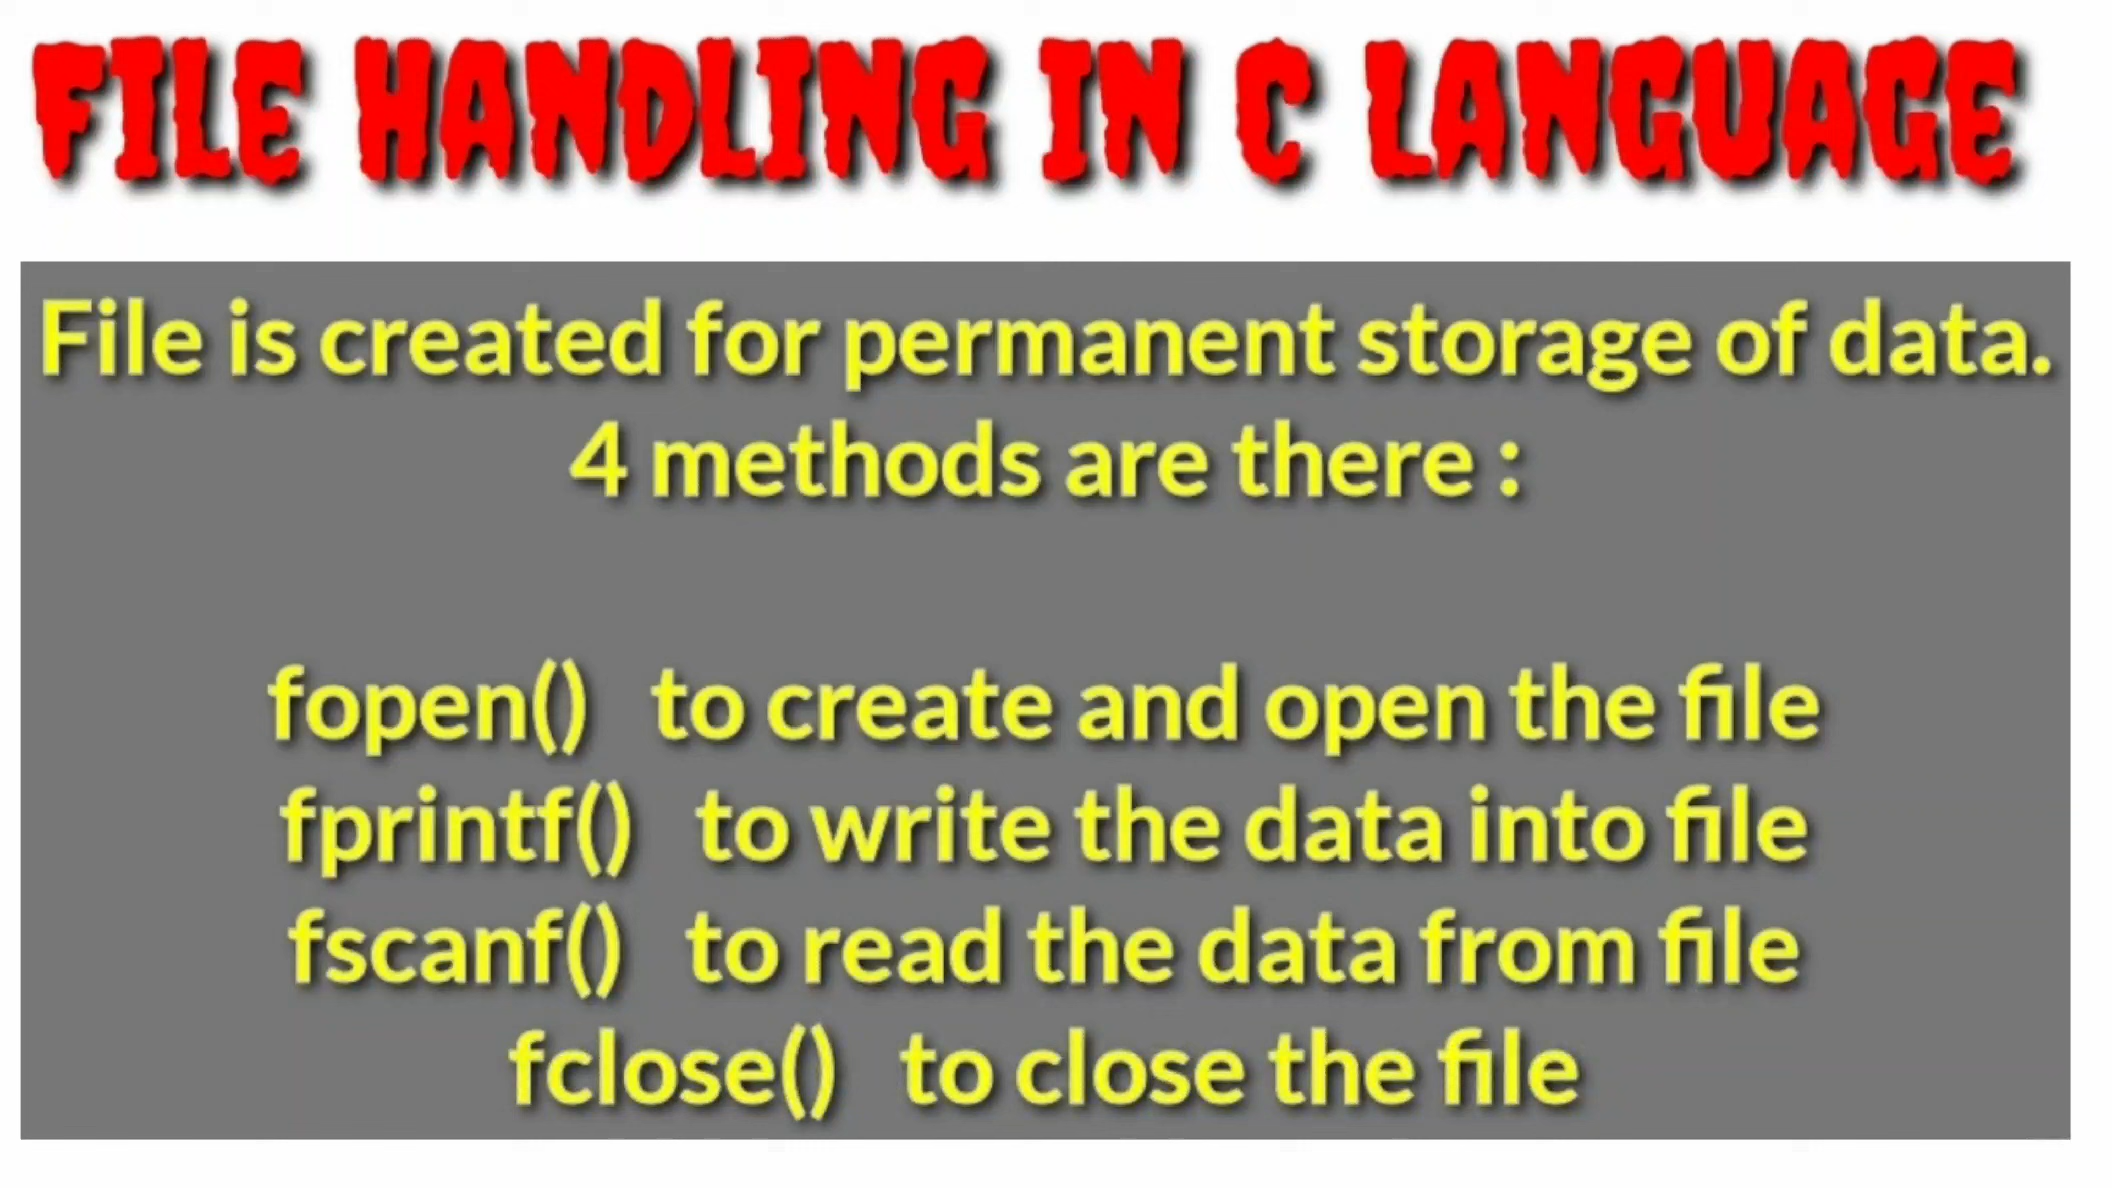 FILE HANDLING IN C LANGUAGE
File is created for permanent storage of data.
4 methods are there :
fopen() to create and open the file
fprintf() to write the data into file
fscanf() to read the data from file
fclose() to close the file